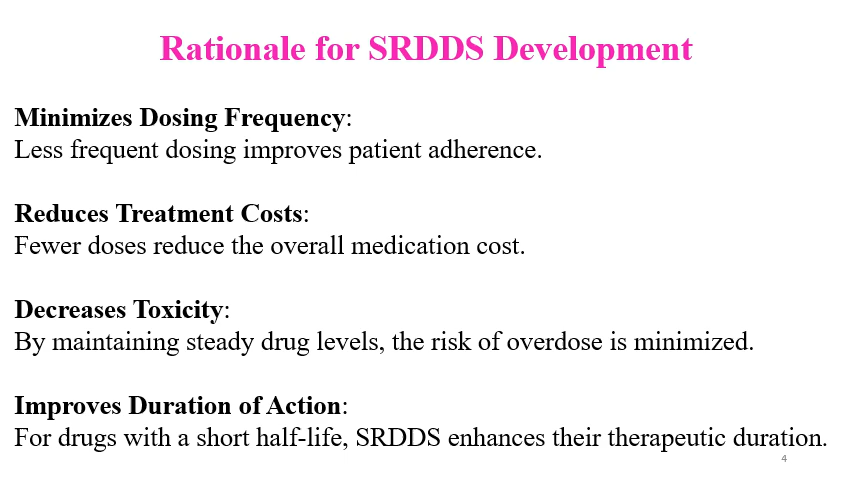 Rationale for SRDDS Development
Minimizes Dosing Frequency:
Less frequent dosing improves patient adherence.
Reduces Treatment Costs:
Fewer doses reduce the overall medication cost.
Decreases Toxicity:
By maintaining steady drug levels, the risk of overdose is minimized.
Improves Duration of Action:
For drugs with a short half-life, SRDDS enhances their therapeutic duration.
4